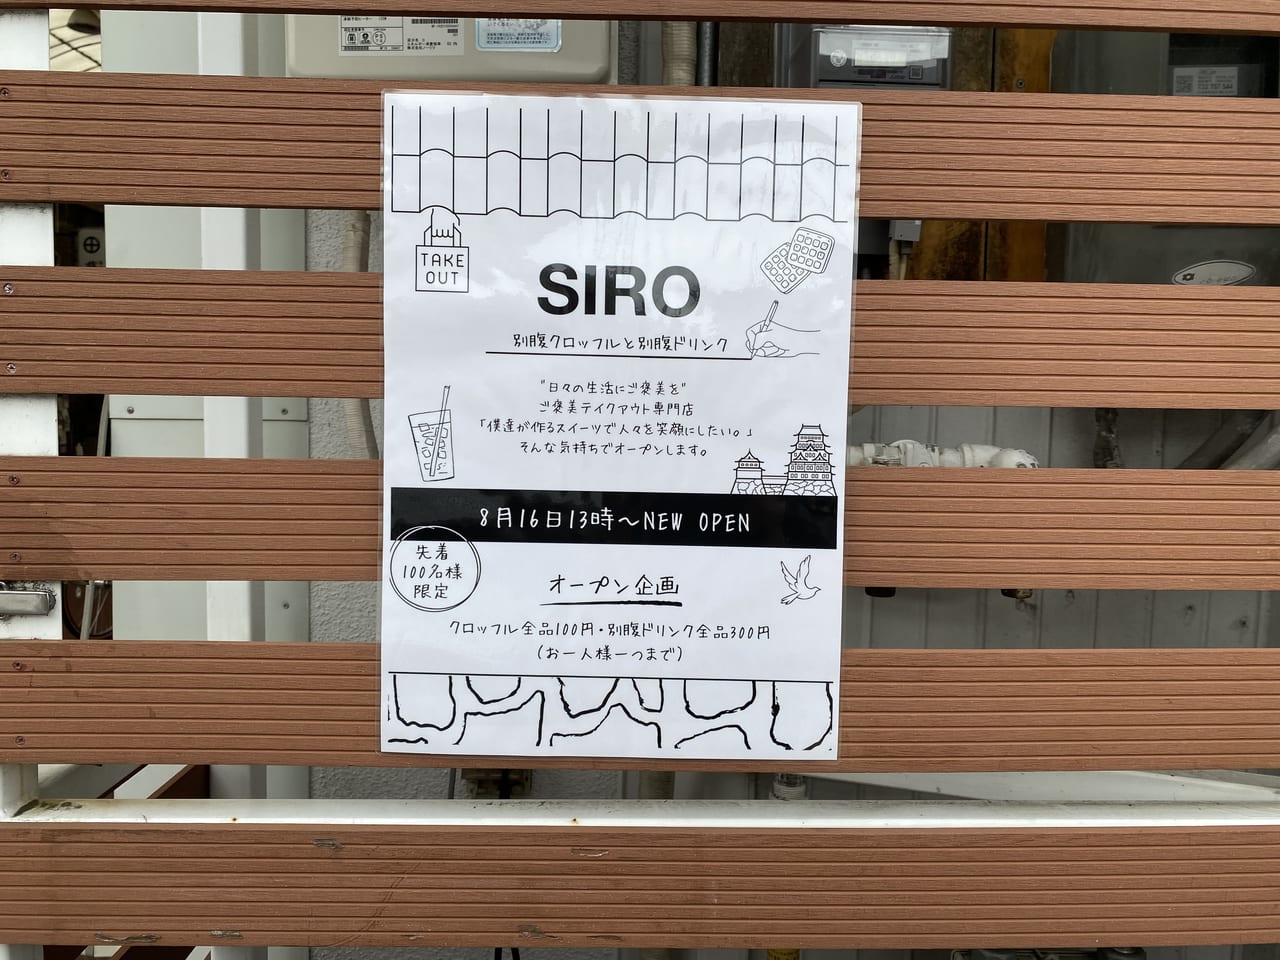 TAKE
OUT
SIRO
別腹クロッフルと別腹ドリンク
"日々の生活にご褒美を"
ご褒美テイクアウト専門店
「僕達が作るスイーツで人々を笑顔にしたい。」
そんな気持ちでオープンします。
8月16日13時～NEW OPEN
先着
100名様
限定
オープン企画
クロッフル全品100円・別腹ドリンク全品300円
(お一人様一つまで)